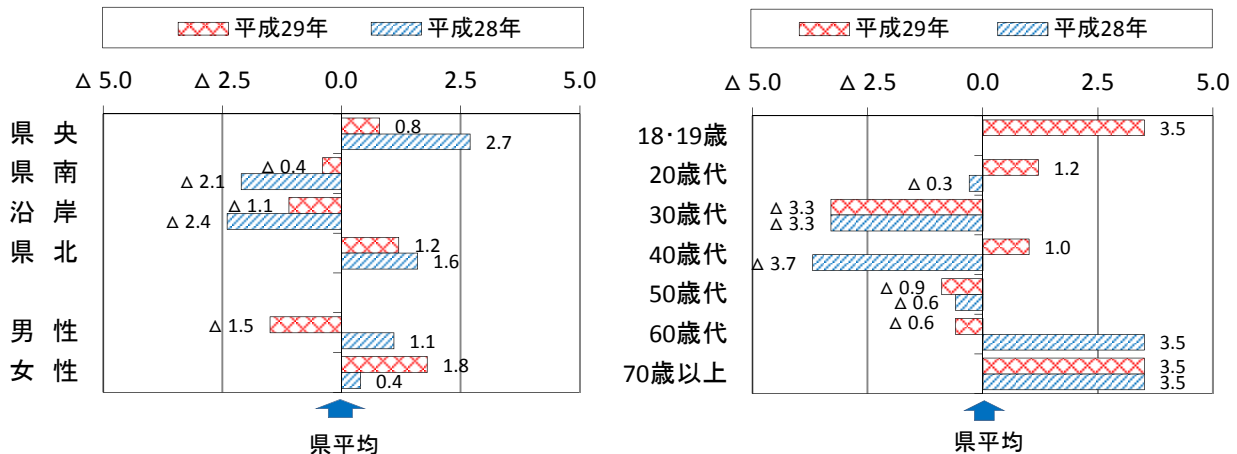 平成29年 平成28年
△ 5.0 △ 2.5 0.0 2.5 5.0
県 央 0.8
2.7
県 南 △ 0.4
△ 2.1
沿 岸 △ 1.1
△ 2.4
県 北 1.2
1.6
男 性 △ 1.5
1.1
女 性 1.8
0.4
県平均
平成29年 平成28年
△ 5.0 △ 2.5 0.0 2.5 5.0
18・19歳 3.5
20歳代 1.2
△ 0.3
30歳代 △ 3.3
△ 3.3
40歳代 1.0
△ 3.7
50歳代 △ 0.9
△ 0.6
60歳代 △ 0.6
3.5
70歳以上 3.5
3.5
県平均